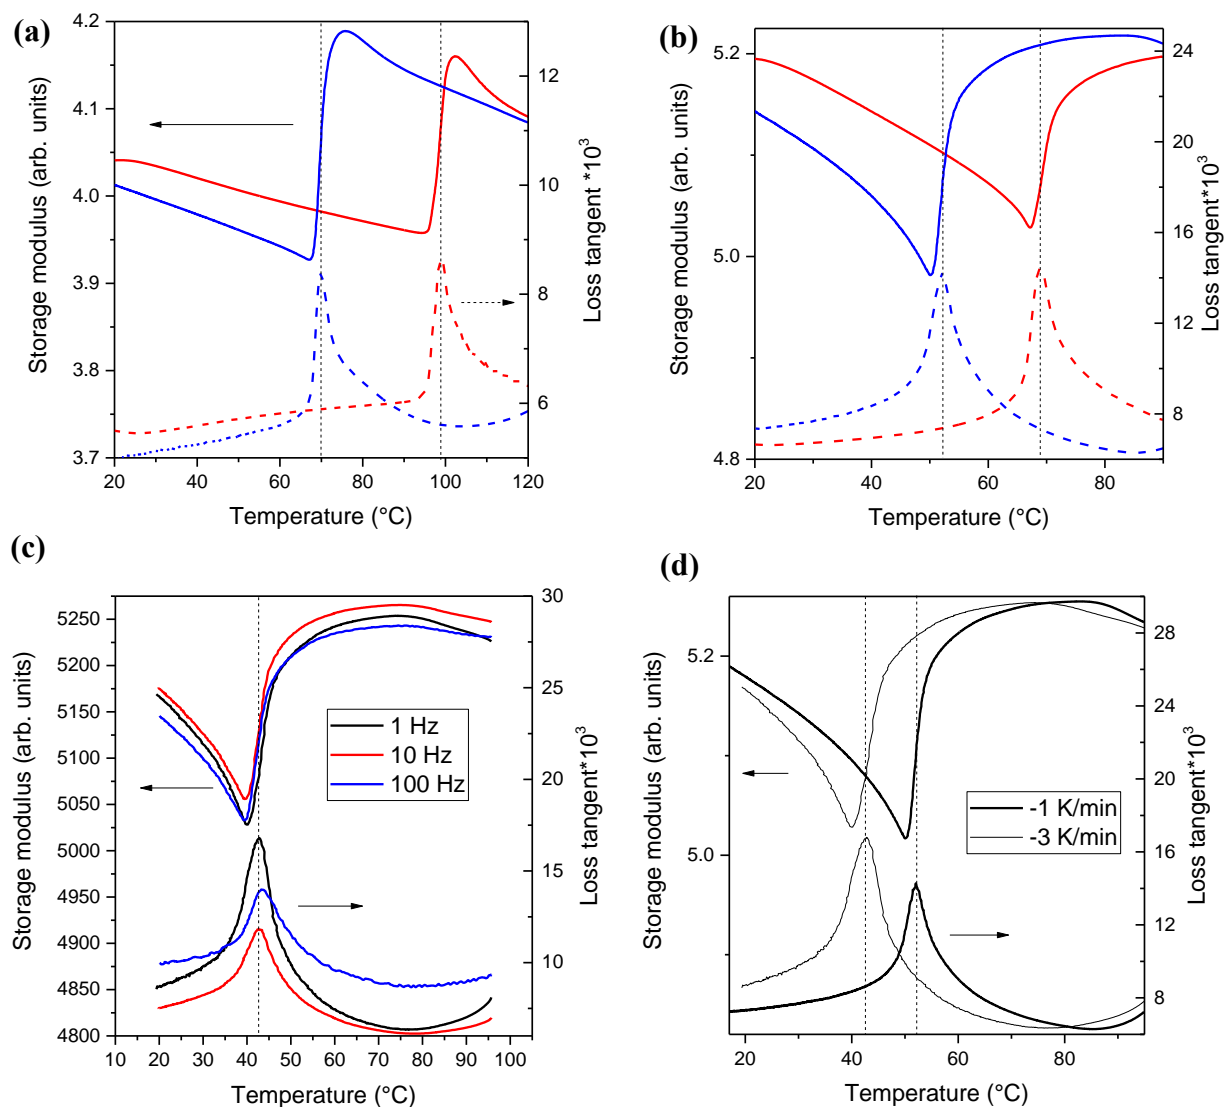 (a)
4.2
4.1
4.0
3.9
3.8
3.7
Storage modulus (arb. units)
12
10
8
6
Loss tangent*10³
20 40 60 80 100 120
Temperature (°C)
(b)
5.2
5.0
4.8
Storage modulus (arb. units)
24
20
16
12
8
Loss tangent*10³
20 40 60 80
Temperature (°C)
(c)
5250
5200
5150
5100
5050
5000
4950
4900
4850
4800
Storage modulus (arb. units)
30
25
20
15
10
Loss tangent*10³
1 Hz
10 Hz
100 Hz
10 20 30 40 50 60 70 80 90 100
Temperature (°C)
(d)
5.2
5.0
Storage modulus (arb. units)
28
24
20
16
12
8
Loss tangent*10³
-1 K/min
-3 K/min
20 40 60 80
Temperature (°C)